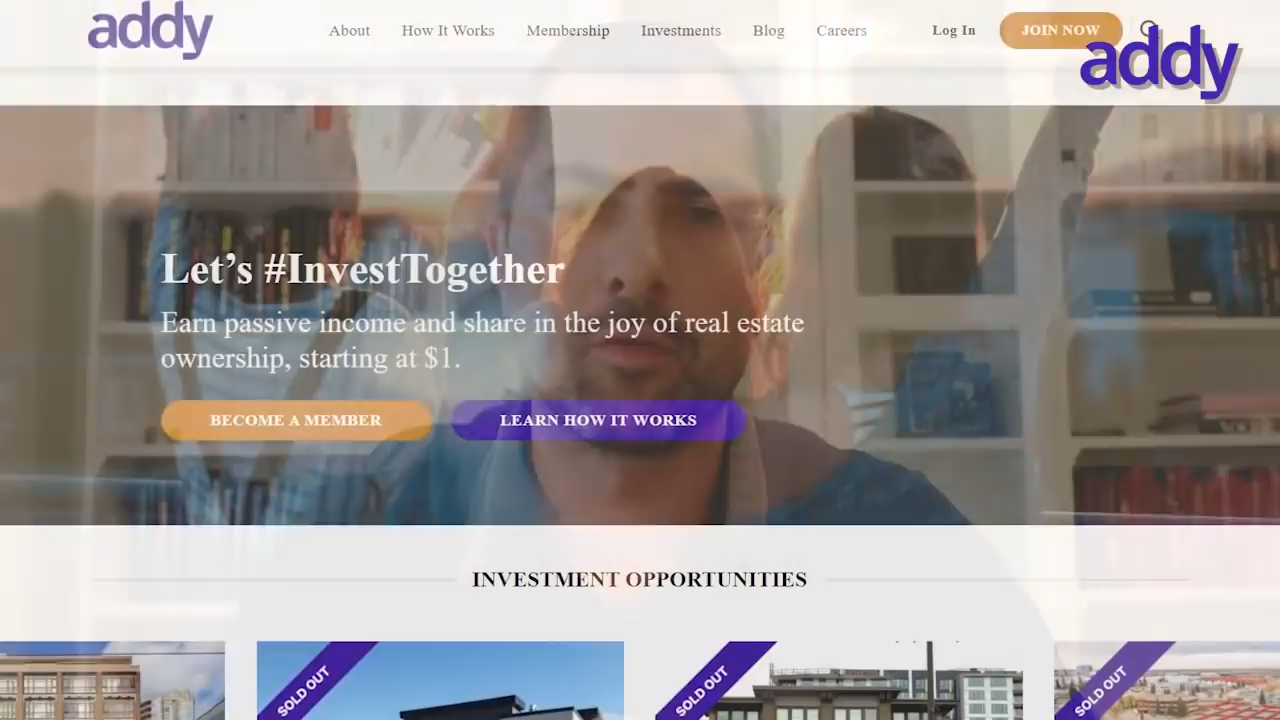 addy
About How It Works Membership Investments Blog Careers Log In JOIN NOW
addy
Let's #InvestTogether
Earn passive income and share in the joy of real estate
ownership, starting at $1.
BECOME A MEMBER LEARN HOW IT WORKS
INVESTMENT OPPORTUNITIES
SOLD OUT SOLD OUT SOLD OUT